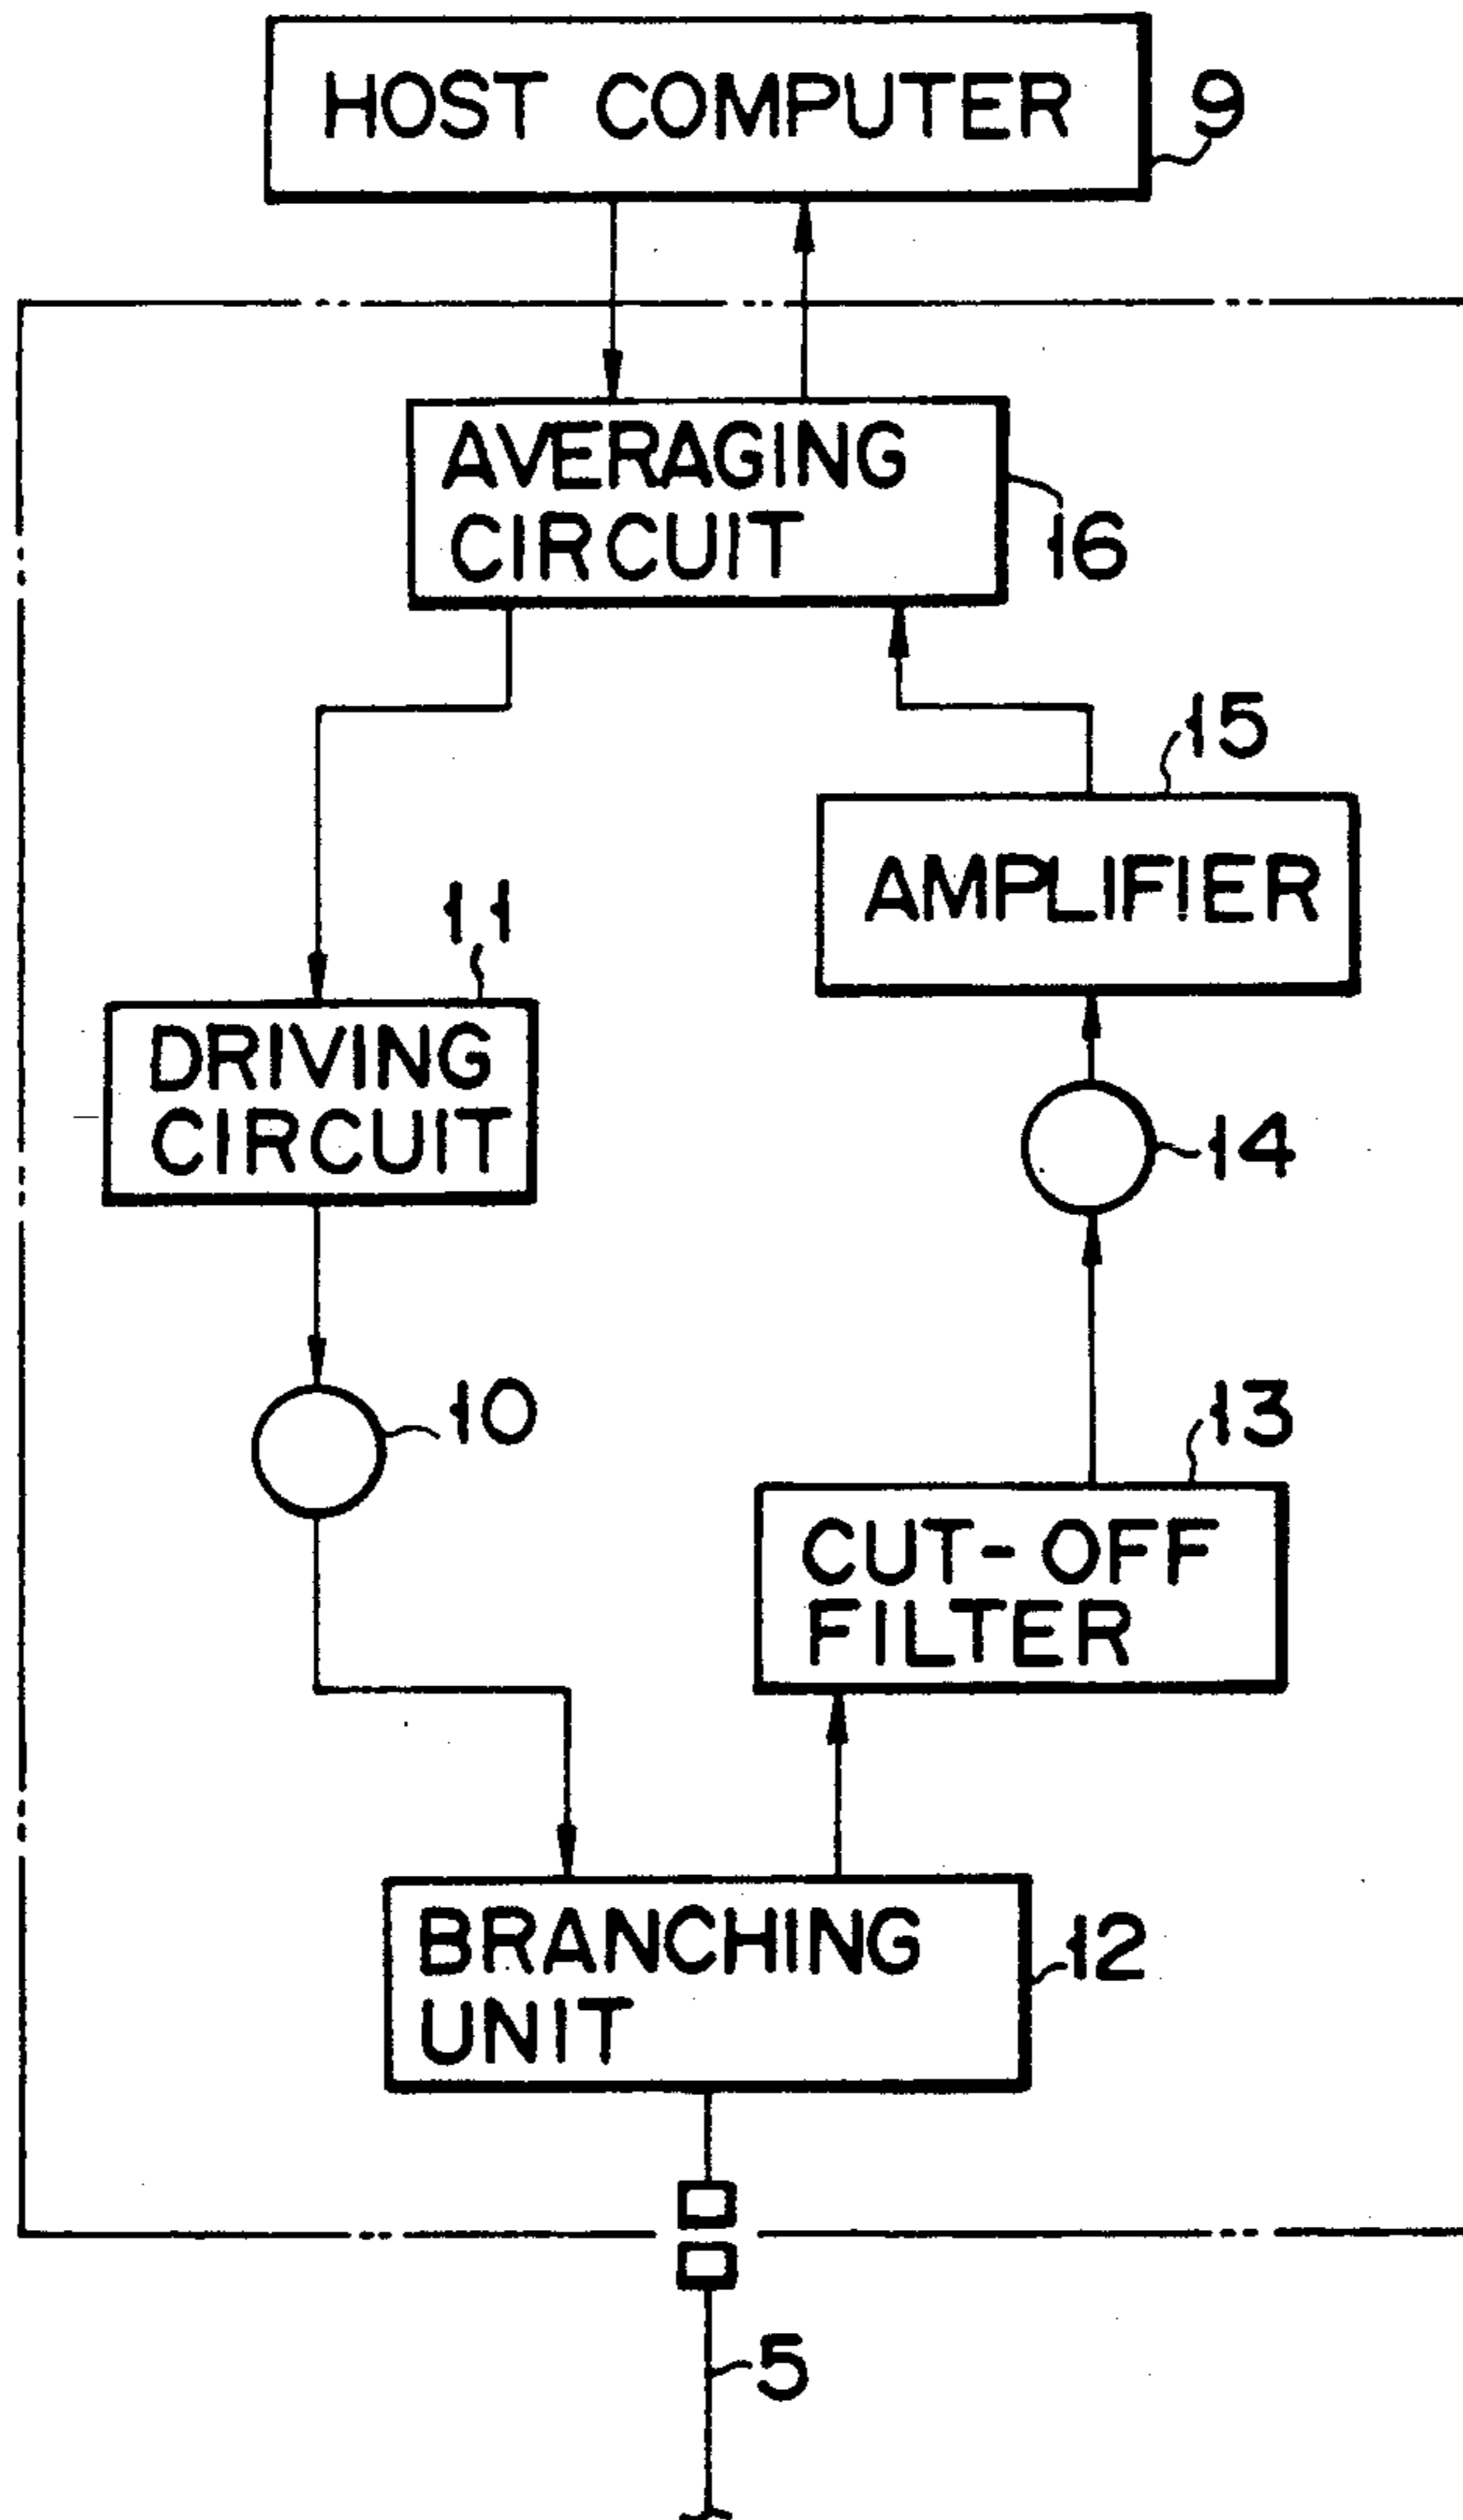 HOST COMPUTER
9
AVERAGING
CIRCUIT
16
15
AMPLIFIER
11
DRIVING
CIRCUIT
14
10
13
CUT-OFF
FILTER
BRANCHING
UNIT
12
5